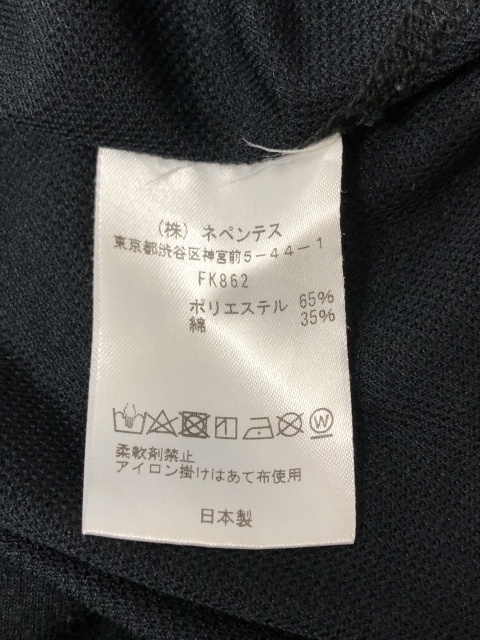 (株) ネペンテス
東京都渋谷区神宮前5-44-1
FK862
ポリエステル 65%
綿 35%
W
柔軟剤禁止
アイロン掛けはあて布使用
日本製